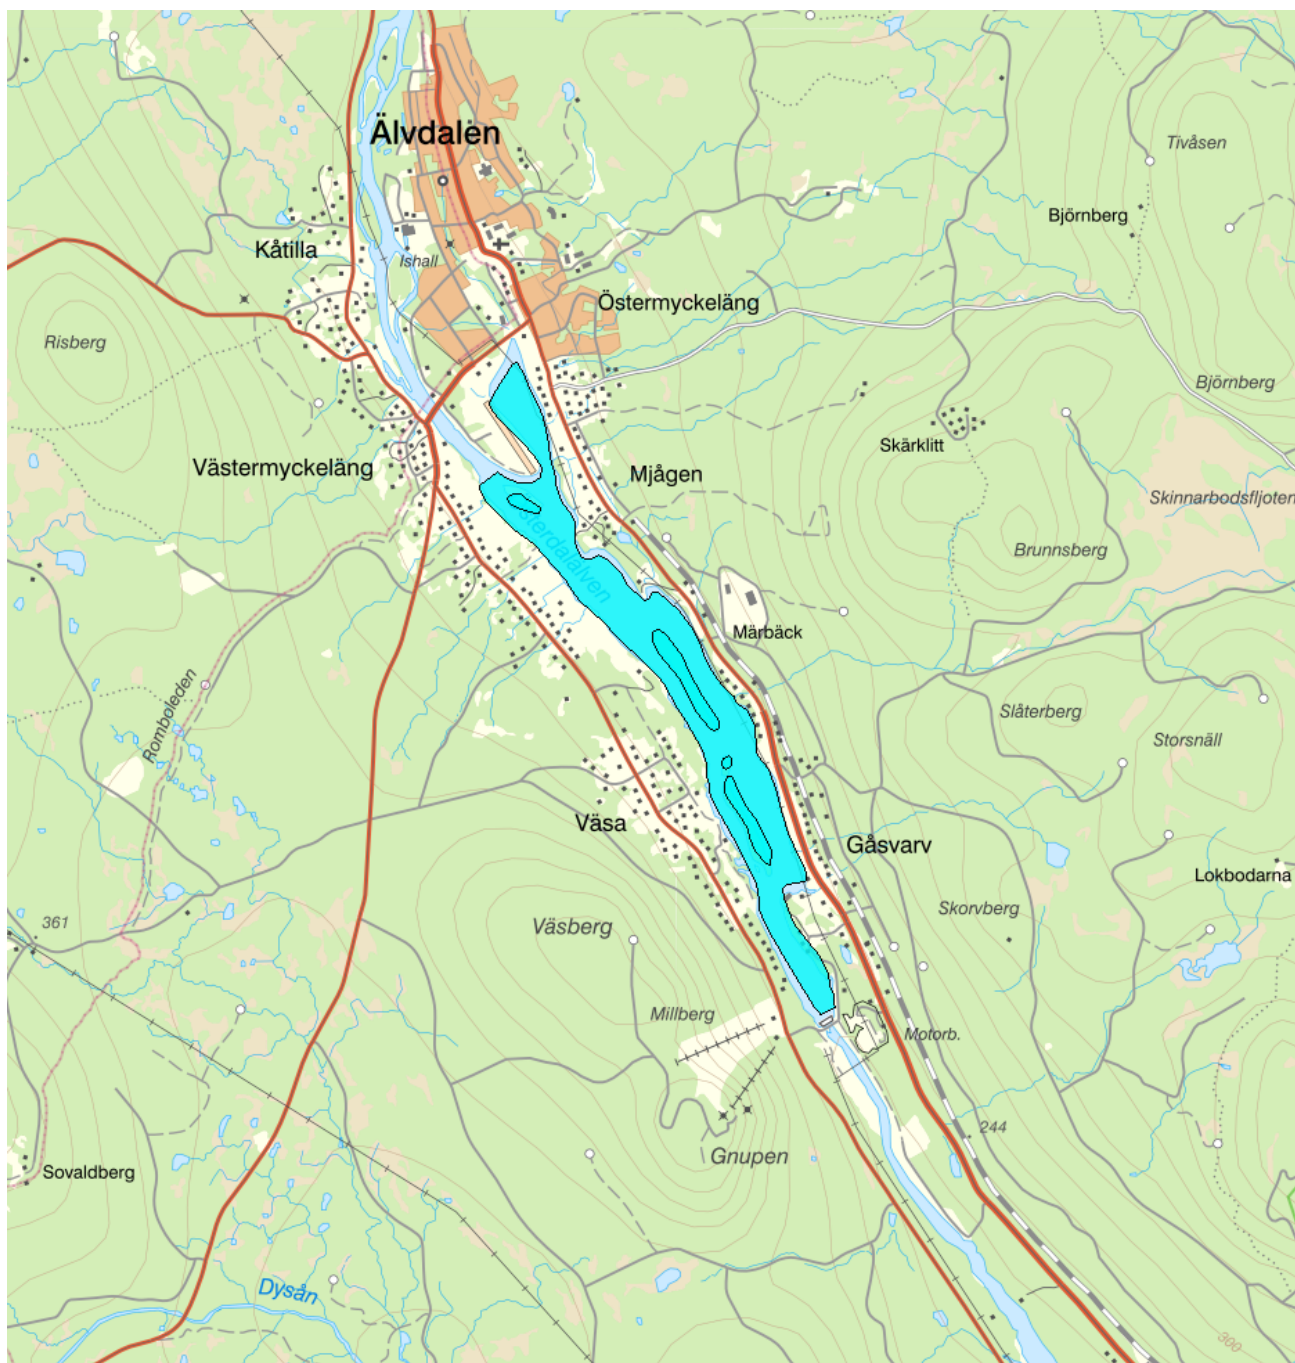 Älvdalen
Tivåsen
Björnberg
Kåtilla
Ishall
Östermyckeläng
Risberg
Björnberg
Skärklitt
Västermyckeläng
Mjågen
Skinnarbodsfljoten
Österdalälven
Brunnsberg
Märbäck
Romboleden
Slåterberg
Storsnäll
Väsa
Gåsvarv
Lokbodarna
Skorvberg
361
Väsberg
Millberg
Motorb.
244
Gnupen
Sovaldberg
Dysån
300